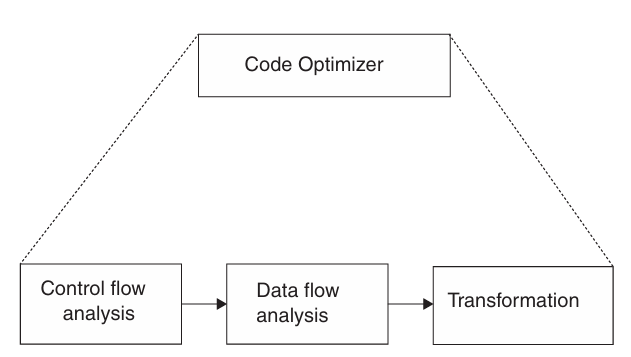 Code Optimizer
Control flow
analysis
Data flow
analysis
Transformation